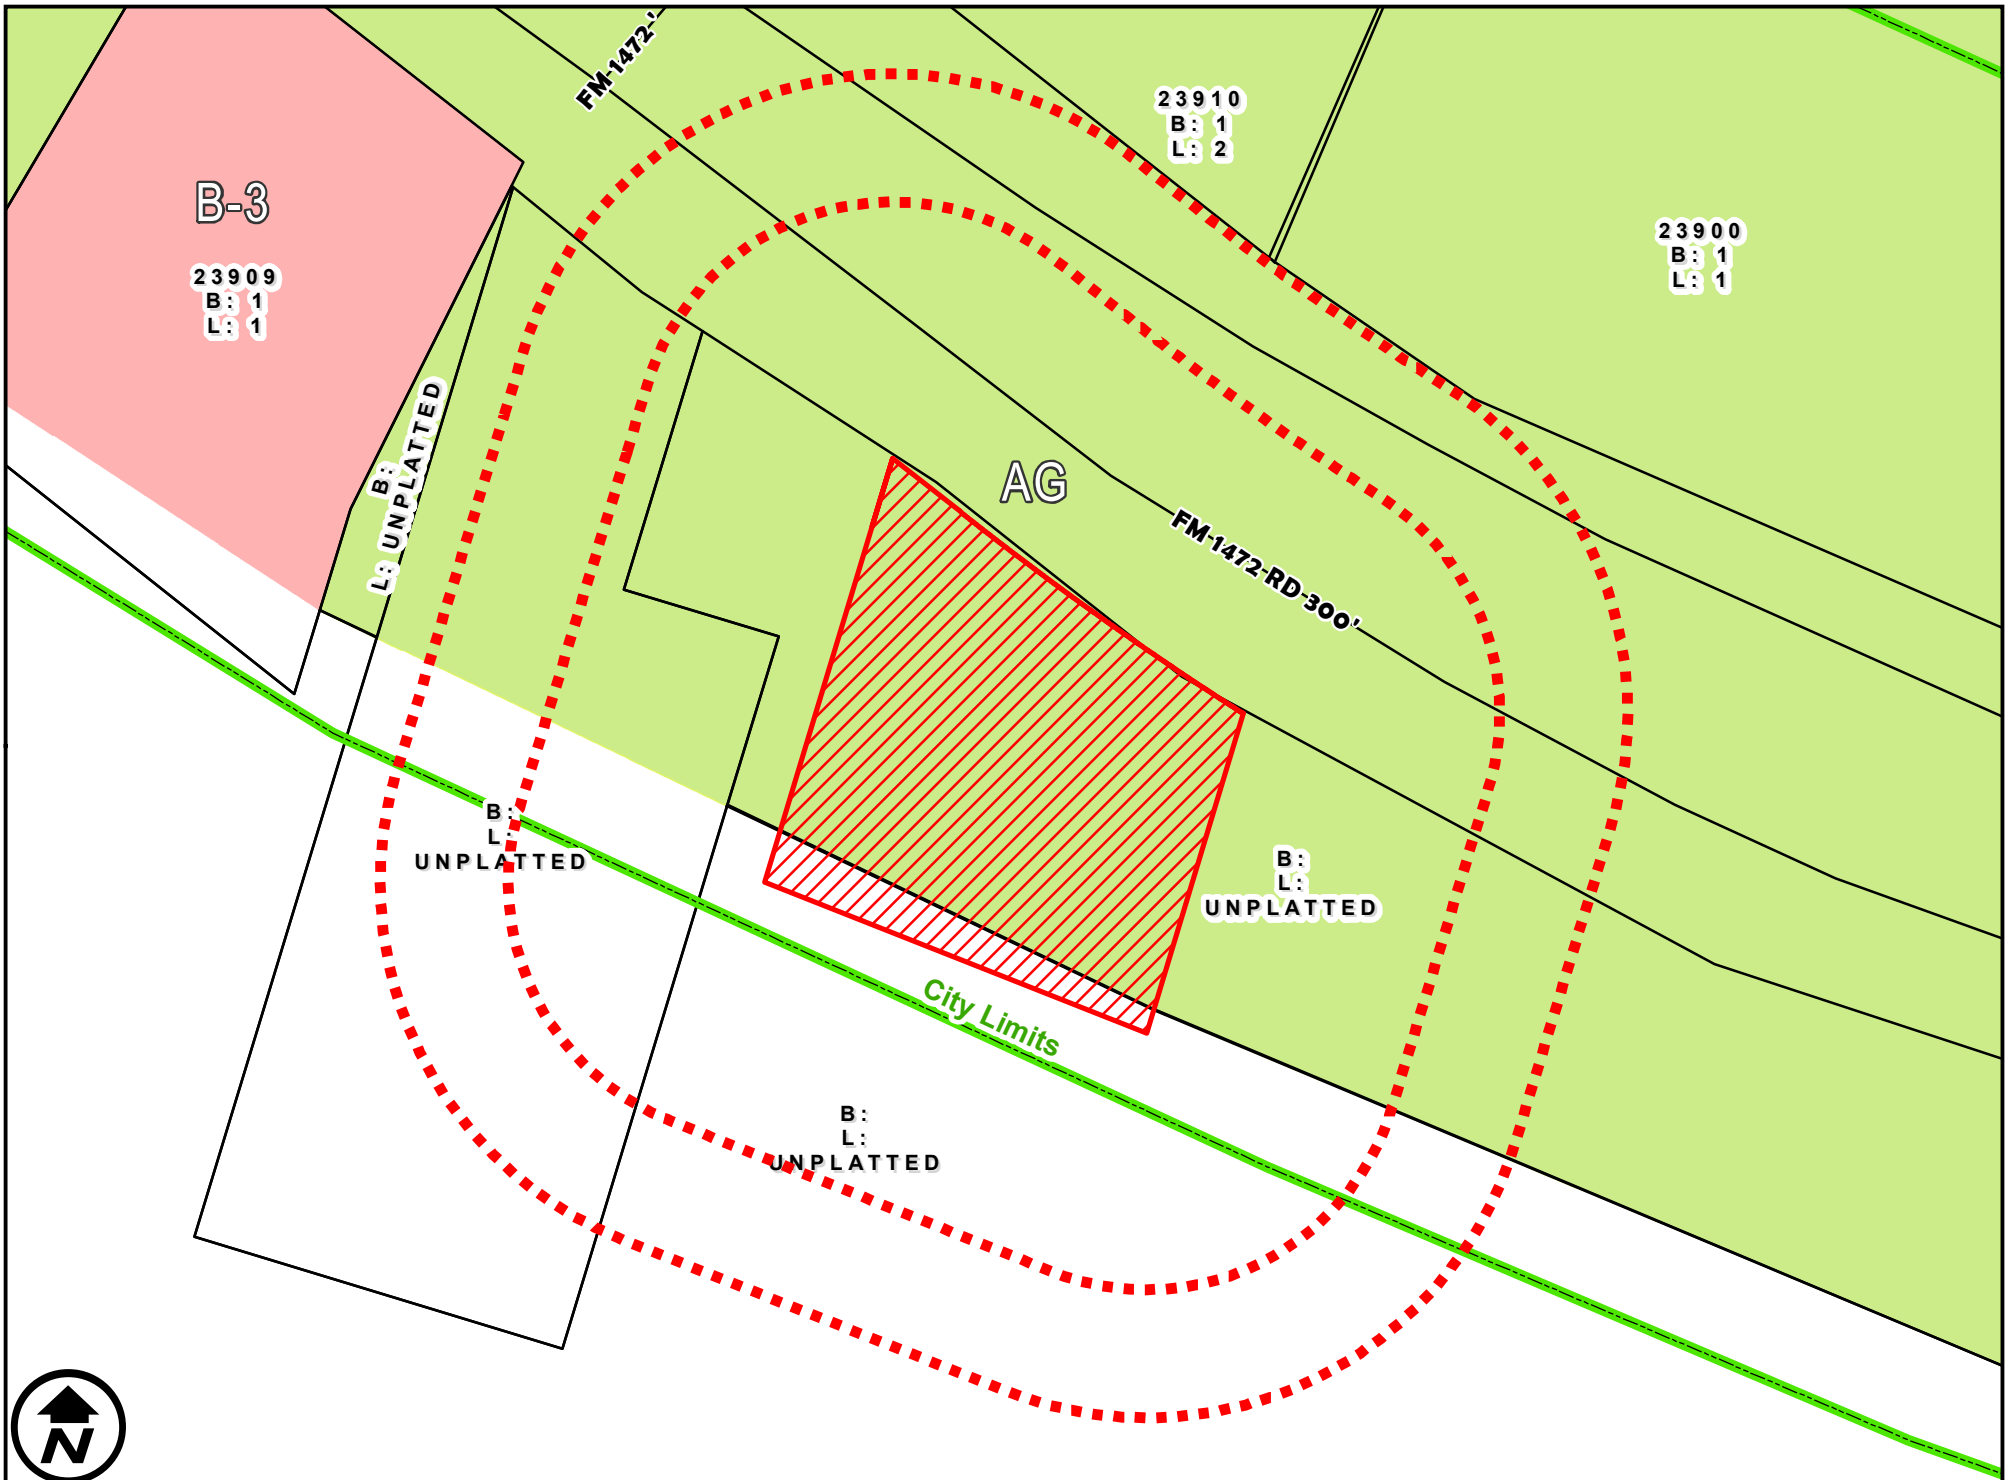 FM 1472 '
23910
B: 1
L: 2
B-3
23909
B: 1
L: 1
23900
B: 1
L: 1
B:
L: UNPLATTED
AG
FM 1472 RD 300'
B:
L:
UNPLATTED
B:
L:
UNPLATTED
City Limits
B:
L:
UNPLATTED
N